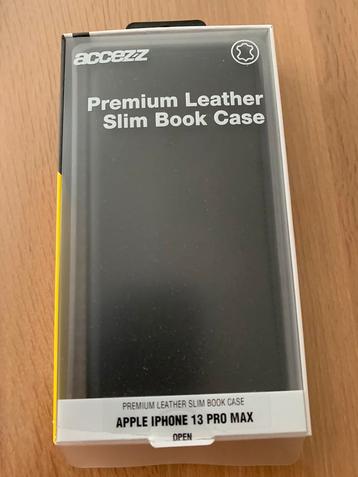 accezz
Premium Leather
Slim Book Case
PREMIUM LEATHER SLIM BOOK CASE
APPLE IPHONE 13 PRO MAX
OPEN